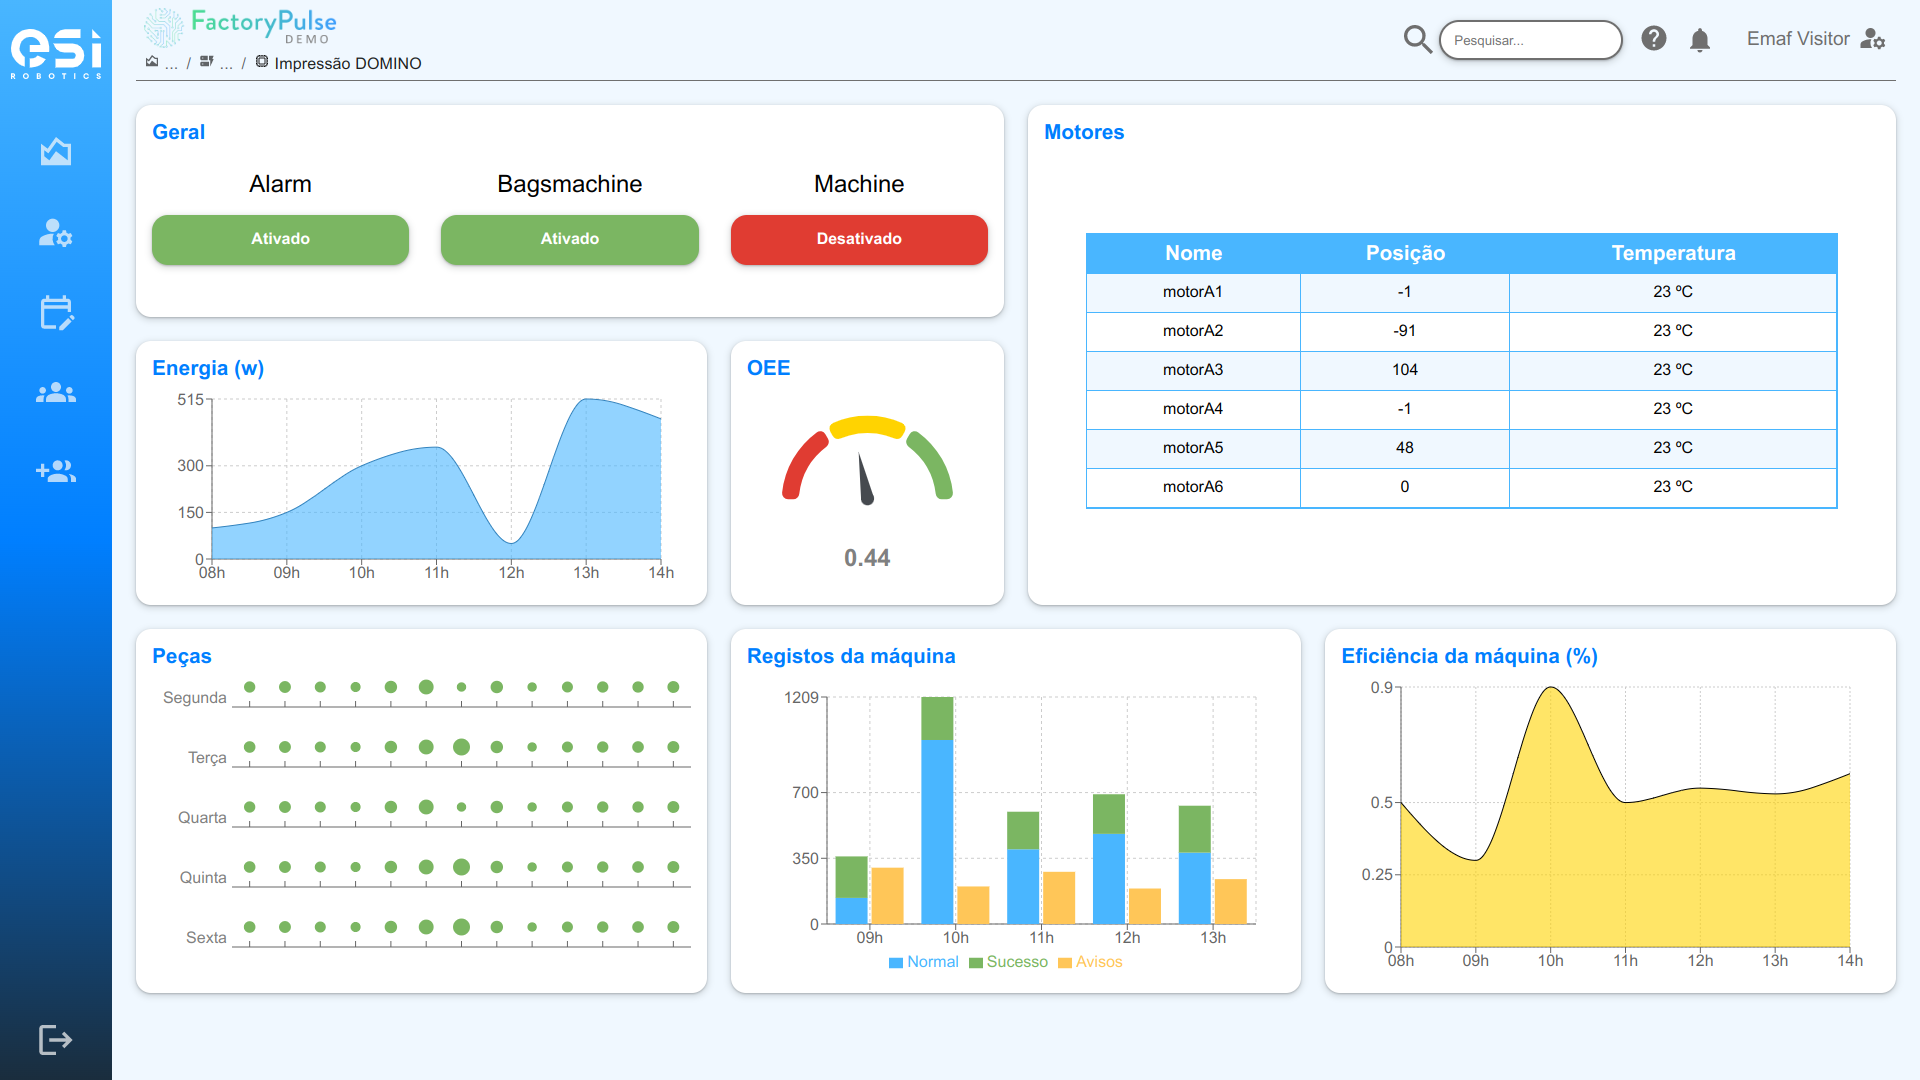 esi
ROBOTICS
FactoryPulse
DEMO
... / ... / Impressão DOMINO
Pesquisar...
Emaf Visitor
Geral
Alarm Bagsmachine Machine
Ativado Ativado Desativado
Motores
Nome Posição Temperatura
motorA1 -1 23 ºC
motorA2 -91 23 ºC
motorA3 104 23 ºC
motorA4 -1 23 ºC
motorA5 48 23 ºC
motorA6 0 23 ºC
Energia (w)
515
300
150
0
08h 09h 10h 11h 12h 13h 14h
OEE
0.44
Peças
Segunda
Terça
Quarta
Quinta
Sexta
Registos da máquina
1209
700
350
0
09h 10h 11h 12h 13h
Normal Sucesso Avisos
Eficiência da máquina (%)
0.9
0.5
0.25
0
08h 09h 10h 11h 12h 13h 14h